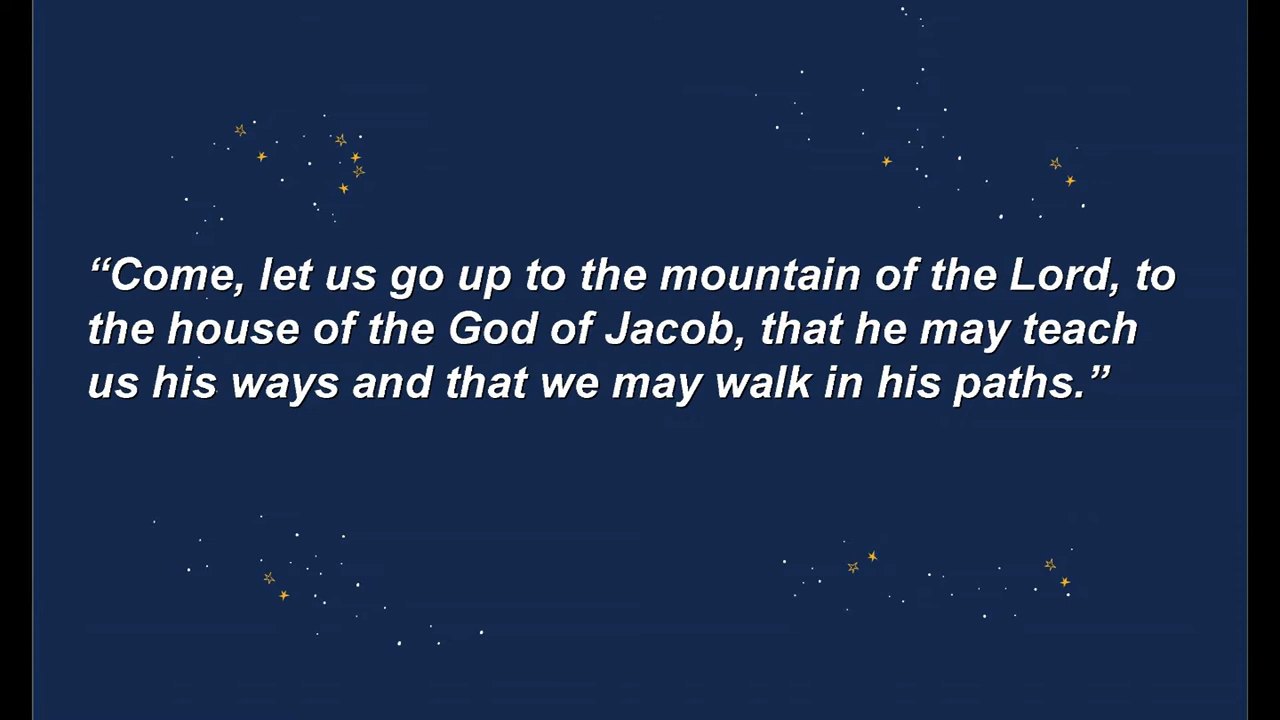 “Come, let us go up to the mountain of the Lord, to
the house of the God of Jacob, that he may teach
us his ways and that we may walk in his paths.”